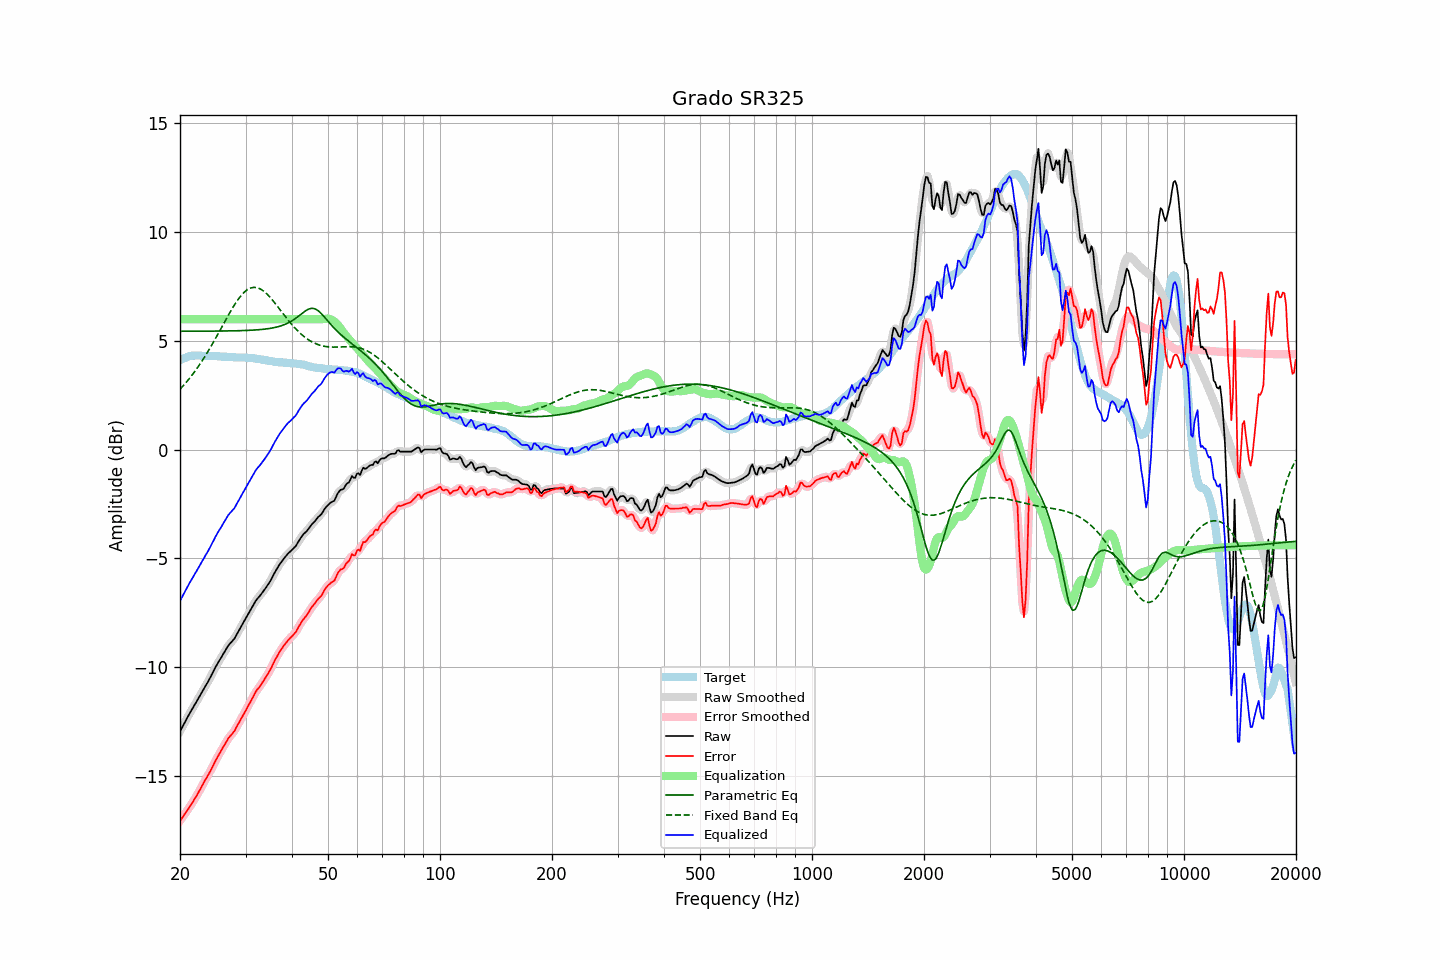 Grado SR325
15
10
5
0
−5
−10
−15
Amplitude (dBr)
20
50
100
200
500
1000
2000
5000
10000
20000
Frequency (Hz)
Target
Raw Smoothed
Error Smoothed
Raw
Error
Equalization
Parametric Eq
Fixed Band Eq
Equalized